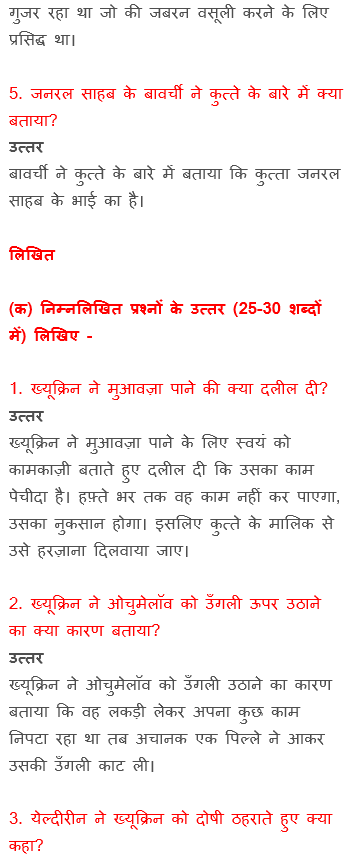 गुजर रहा था जो की जबरन वसूली करने के लिए
प्रसिद्ध था।
5. जनरल साहब के बावर्ची ने कुत्ते के बारे में क्या
बताया?
उत्तर
बावर्ची ने कुत्ते के बारे में बताया कि कुत्ता जनरल
साहब के भाई का है।
लिखित
(क) निम्नलिखित प्रश्नों के उत्तर (25-30 शब्दों
में) लिखिए -
1. ख्यूक्रिन ने मुआवज़ा पाने की क्या दलील दी?
उत्तर
ख्यूक्रिन ने मुआवज़ा पाने के लिए स्वयं को
कामकाज़ी बताते हुए दलील दी कि उसका काम
पेचीदा है। हफ़्ते भर तक वह काम नहीं कर पाएगा,
उसका नुकसान होगा। इसलिए कुत्ते के मालिक से
उसे हरज़ाना दिलवाया जाए।
2. ख्यूक्रिन ने ओचुमेलॉव को उँगली ऊपर उठाने
का क्या कारण बताया?
उत्तर
ख्यूक्रिन ने ओचुमेलॉव को उँगली उठाने का कारण
बताया कि वह लकड़ी लेकर अपना कुछ काम
निपटा रहा था तब अचानक एक पिल्ले ने आकर
उसकी उँगली काट ली।
3. येल्दीरीन ने ख्यूक्रिन को दोषी ठहराते हुए क्या
कहा?